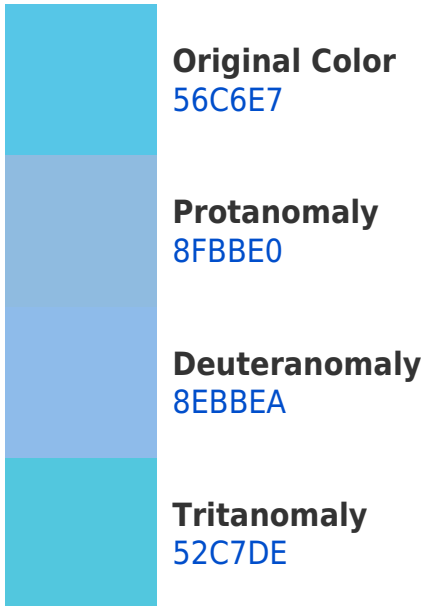 Original Color
56C6E7
Protanomaly
8FBBE0
Deuteranomaly
8EBBEA
Tritanomaly
52C7DE